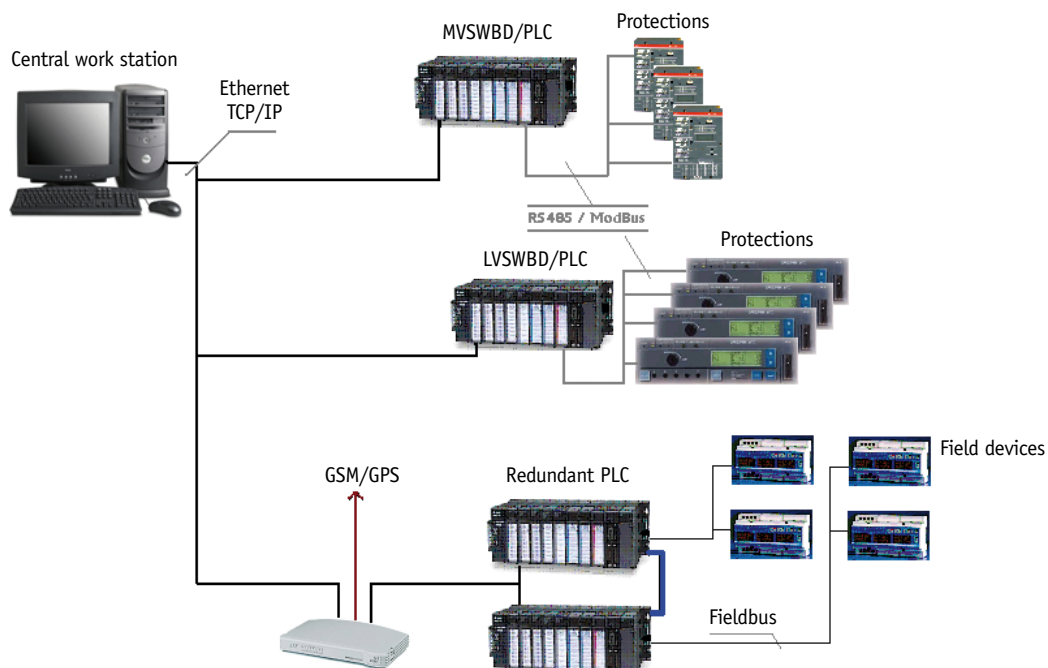 MVSWBD/PLC
Protections
Central work station
Ethernet
TCP/IP
RS485 / ModBus
LVSWBD/PLC
Protections
GSM/GPS
Redundant PLC
Field devices
Fieldbus